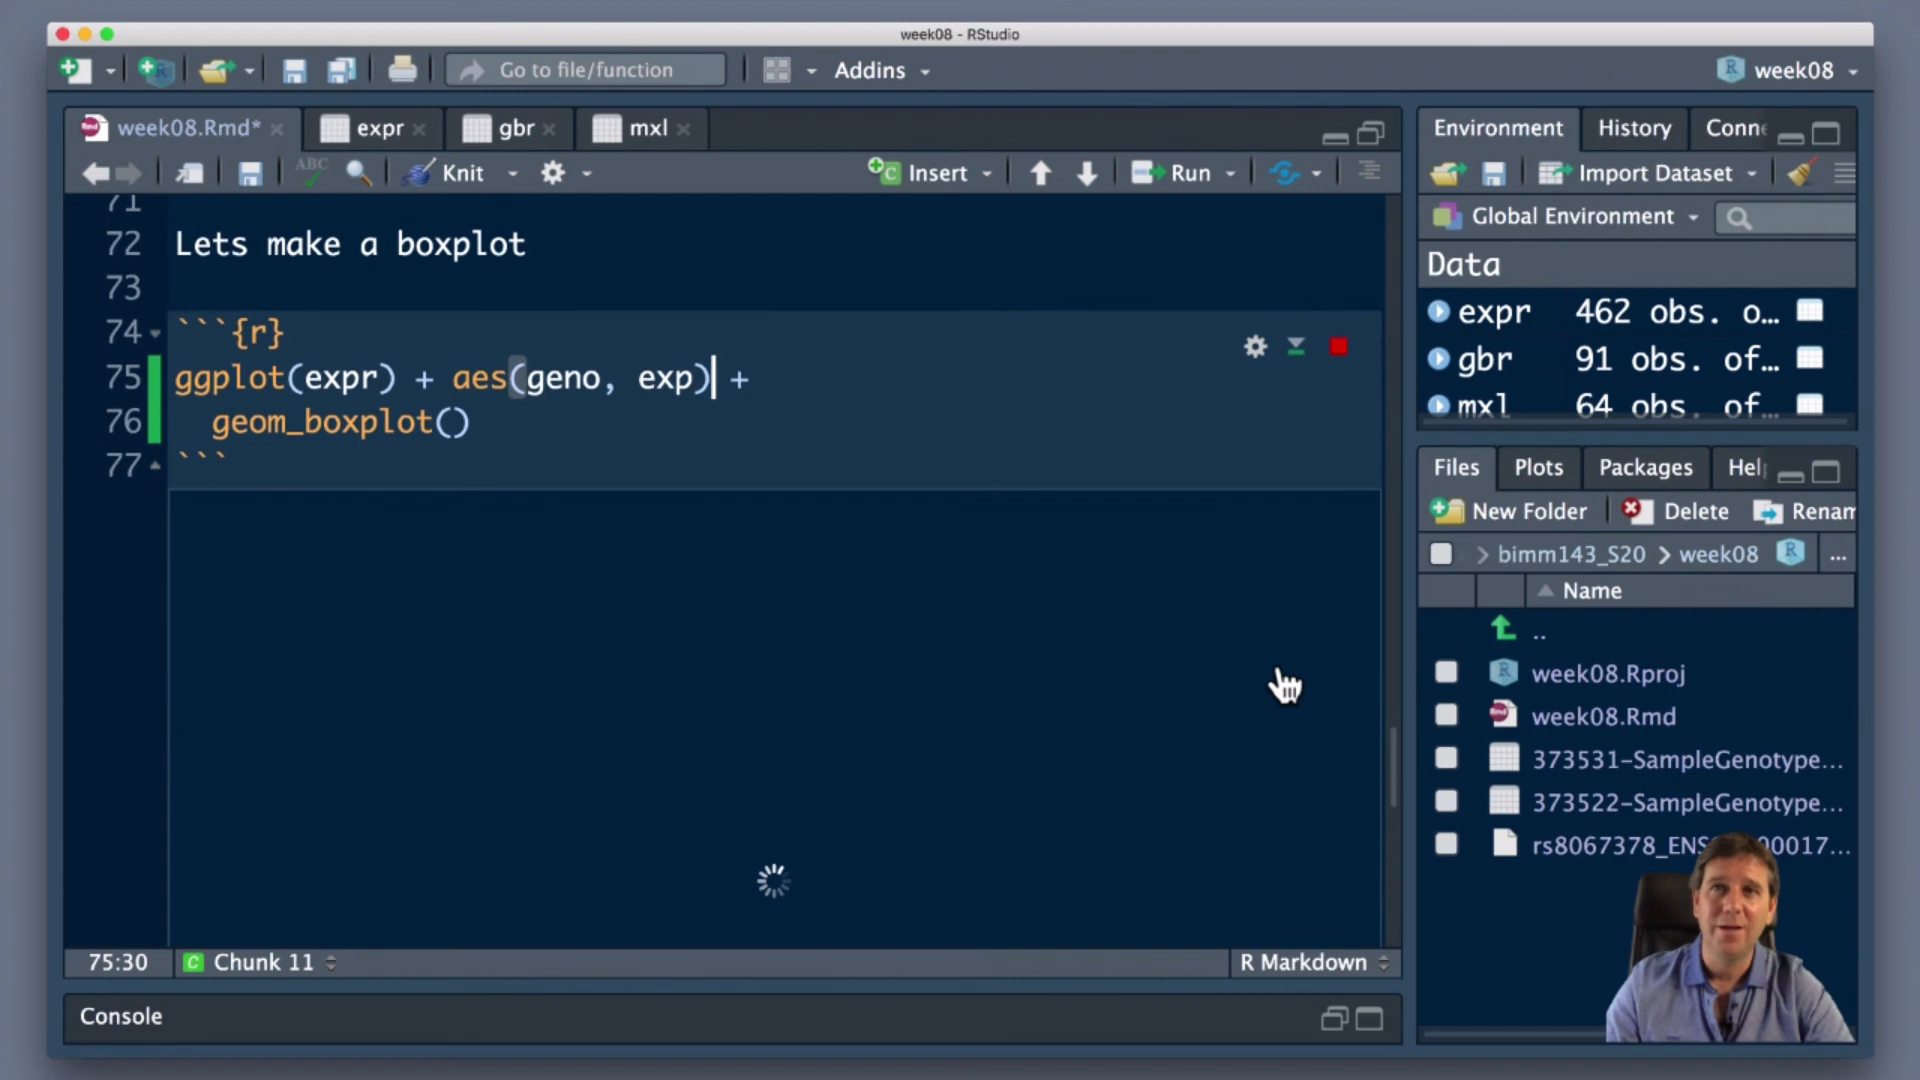 week08 - RStudio
Go to file/function
Addins
week08
week08.Rmd*
expr
gbr
mxl
ABC
Knit
Insert
Run
71
72 Lets make a boxplot
73
74 ```{r}
75 ggplot(expr) + aes(geno, exp) +
76 geom_boxplot()
77 ```
75:30
Chunk 11
R Markdown
Console
Environment
History
Conne
Import Dataset
Global Environment
Data
expr 462 obs. o…
gbr 91 obs. of…
mxl 64 obs. of…
Files
Plots
Packages
Hel
New Folder
Delete
Renam
bimm143_S20
week08
...
Name
..
week08.Rproj
week08.Rmd
373531-SampleGenotype...
373522-SampleGenotype...
rs8067378_ENS
00017...